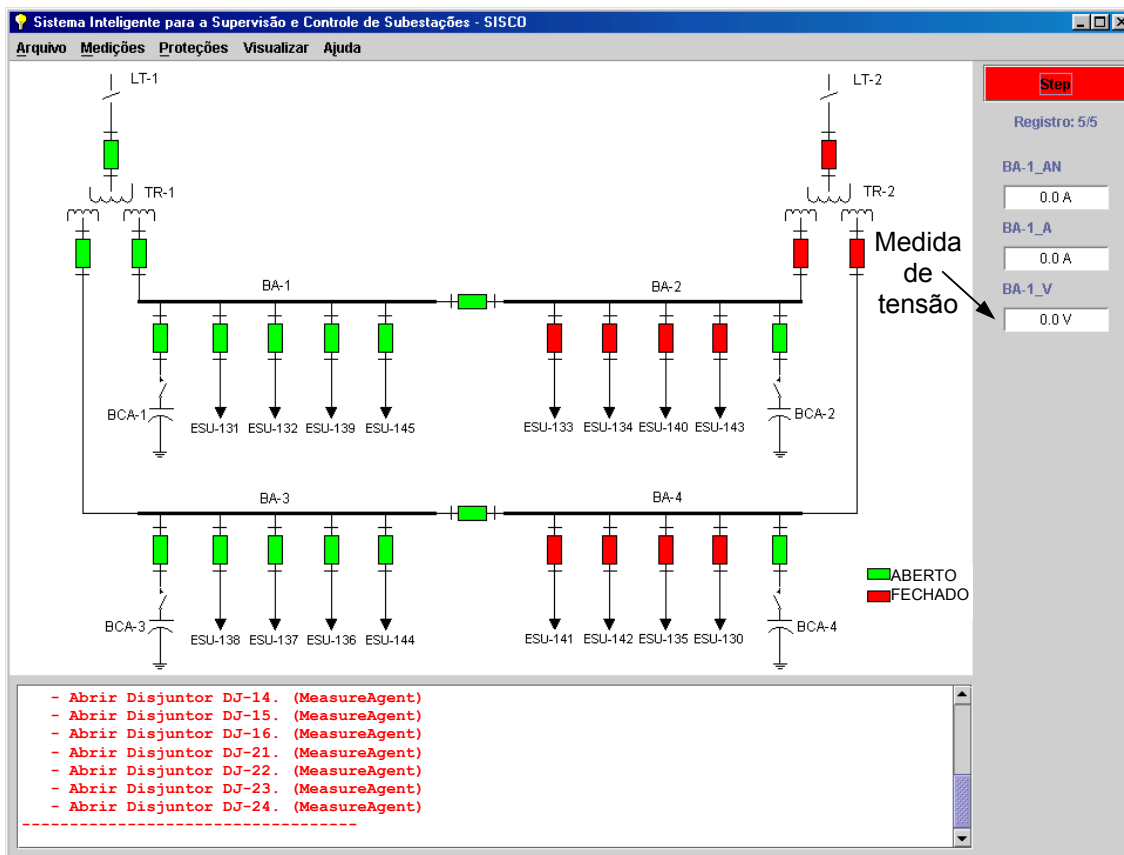 Sistema Inteligente para a Supervisão e Controle de Subestações - SISCO
Arquivo Medições Proteções Visualizar Ajuda
LT-1
LT-2
Step
Registro: 5/5
TR-1
TR-2
BA-1_AN
0.0 A
BA-1_A
0.0 A
BA-1_V
0.0 V
Medida
de
tensão
BA-1
BA-2
BCA-1
ESU-131 ESU-132 ESU-139 ESU-145
ESU-133 ESU-134 ESU-140 ESU-143
BCA-2
BA-3
BA-4
ABERTO
FECHADO
BCA-3
ESU-138 ESU-137 ESU-136 ESU-144
ESU-141 ESU-142 ESU-135 ESU-130
BCA-4
- Abrir Disjuntor DJ-14. (MeasureAgent)
- Abrir Disjuntor DJ-15. (MeasureAgent)
- Abrir Disjuntor DJ-16. (MeasureAgent)
- Abrir Disjuntor DJ-21. (MeasureAgent)
- Abrir Disjuntor DJ-22. (MeasureAgent)
- Abrir Disjuntor DJ-23. (MeasureAgent)
- Abrir Disjuntor DJ-24. (MeasureAgent)
-----------------------------------